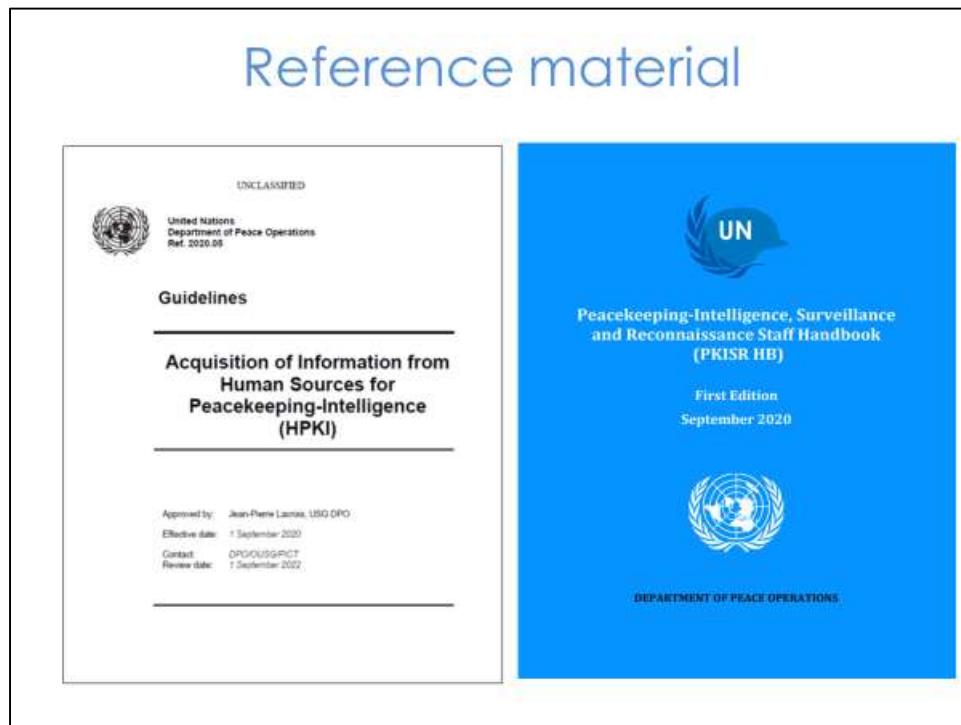 Reference material
UNCLASSIFIED
United Nations
Department of Peace Operations
Ref. 2020.05
Guidelines
Acquisition of Information from
Human Sources for
Peacekeeping-Intelligence
(HPKI)
Approved by: Jean-Pierre Lacroix, USG DPO
Effective date: 1 September 2020
Contact: DPO/OUSG/PICT
Review date: 1 September 2022
UN
Peacekeeping-Intelligence, Surveillance
and Reconnaissance Staff Handbook
(PKISR HB)
First Edition
September 2020
DEPARTMENT OF PEACE OPERATIONS